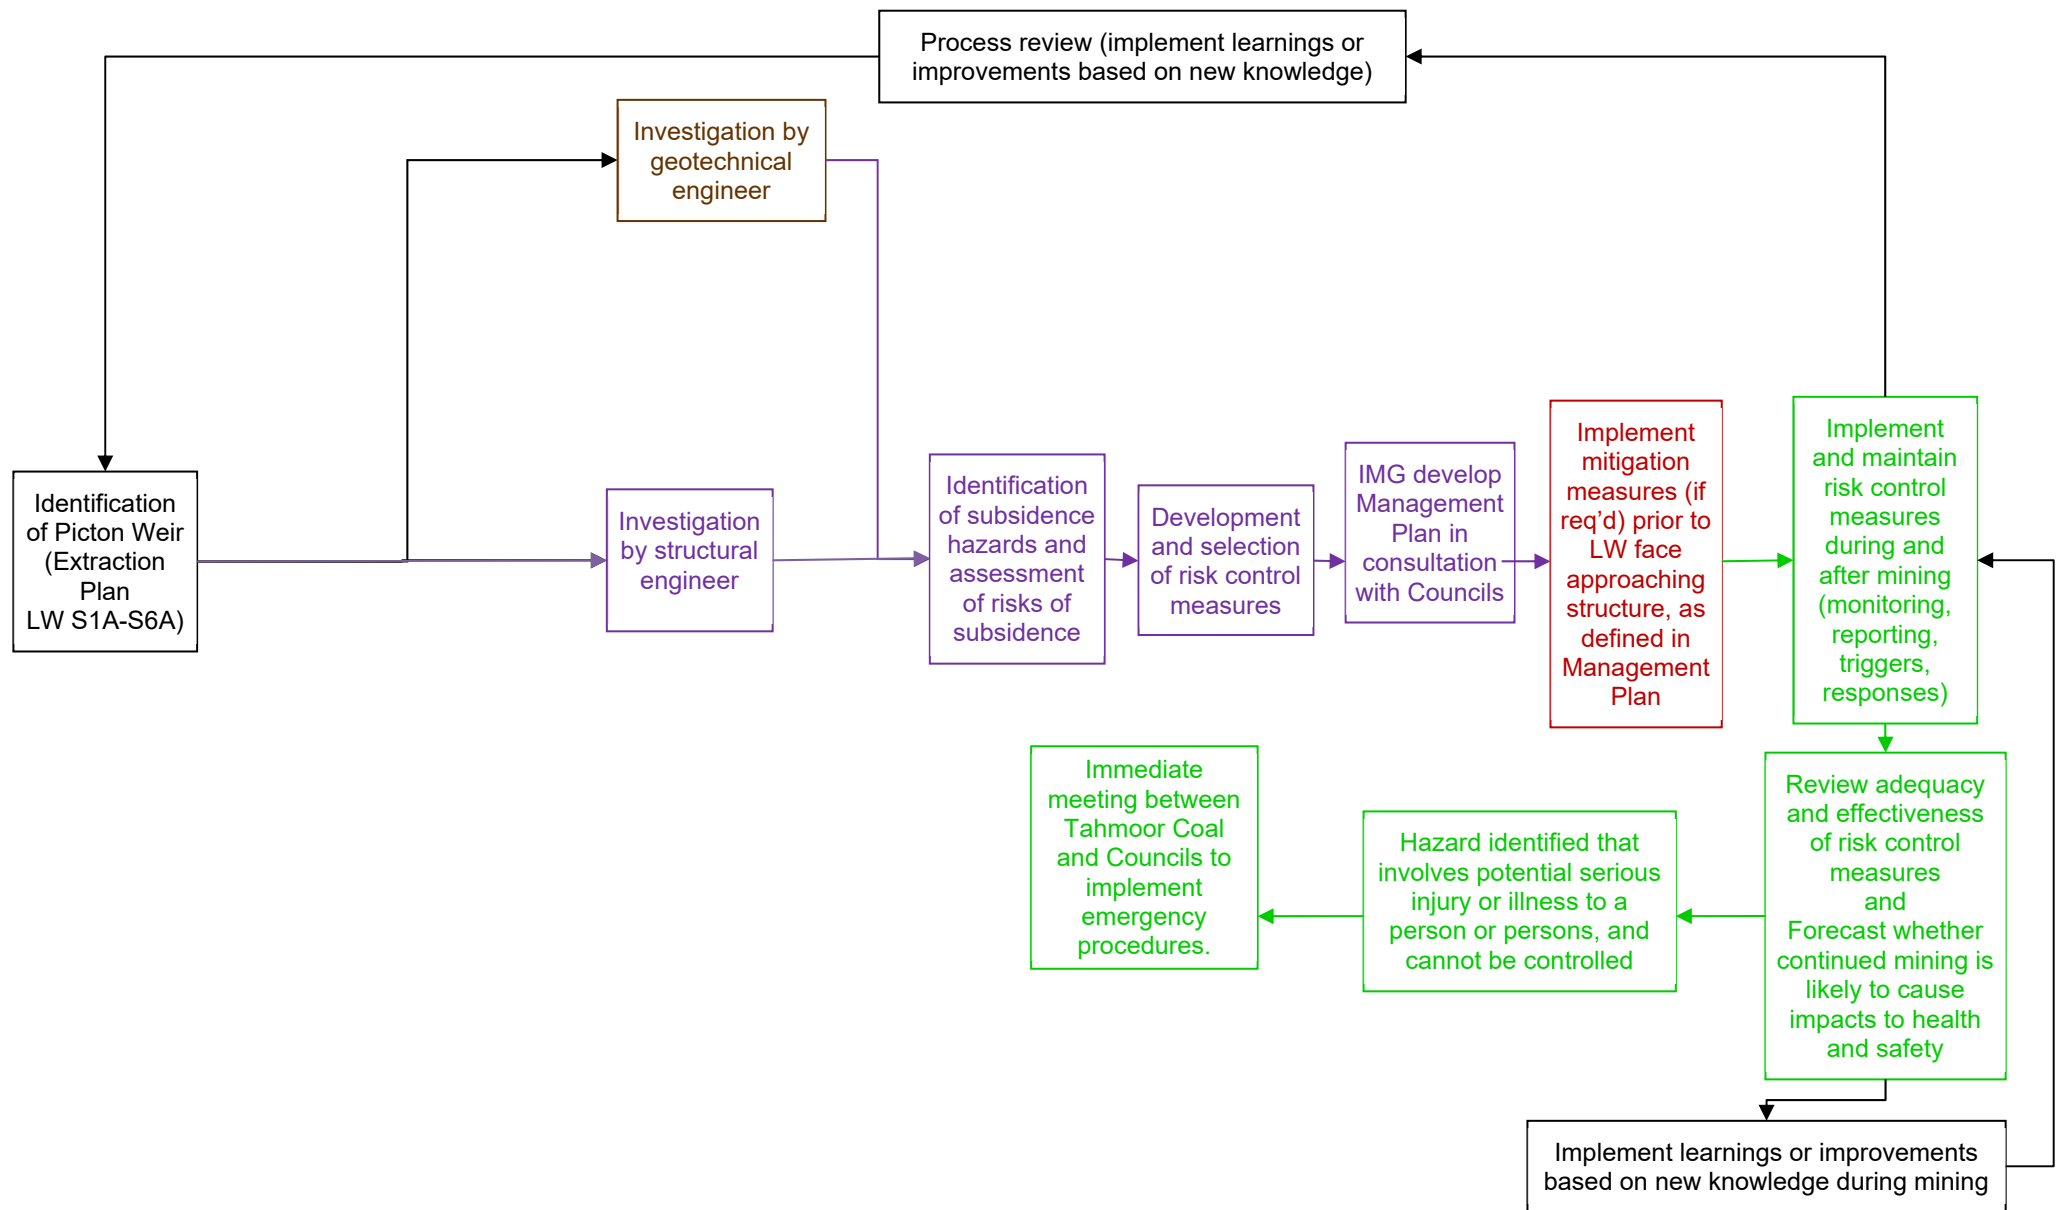 Process review (implement learnings or
improvements based on new knowledge)
Investigation by
geotechnical
engineer
Identification
of Picton Weir
(Extraction
Plan
LW S1A-S6A)
Investigation
by structural
engineer
Identification
of subsidence
hazards and
assessment
of risks of
subsidence
Development
and selection
of risk control
measures
IMG develop
Management
Plan in
consultation
with Councils
Implement
mitigation
measures (if
req’d) prior to
LW face
approaching
structure, as
defined in
Management
Plan
Implement
and maintain
risk control
measures
during and
after mining
(monitoring,
reporting,
triggers,
responses)
Immediate
meeting between
Tahmoor Coal
and Councils to
implement
emergency
procedures.
Hazard identified that
involves potential serious
injury or illness to a
person or persons, and
cannot be controlled
Review adequacy
and effectiveness
of risk control
measures
and
Forecast whether
continued mining is
likely to cause
impacts to health
and safety
Implement learnings or improvements
based on new knowledge during mining